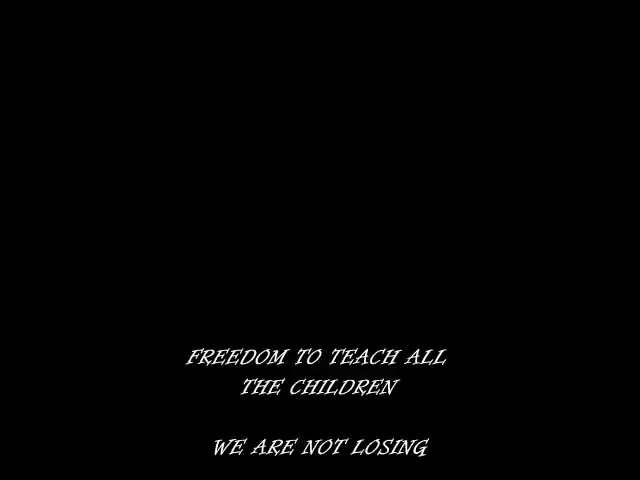 FREEDOM TO TEACH ALL
THE CHILDREN
WE ARE NOT LOSING